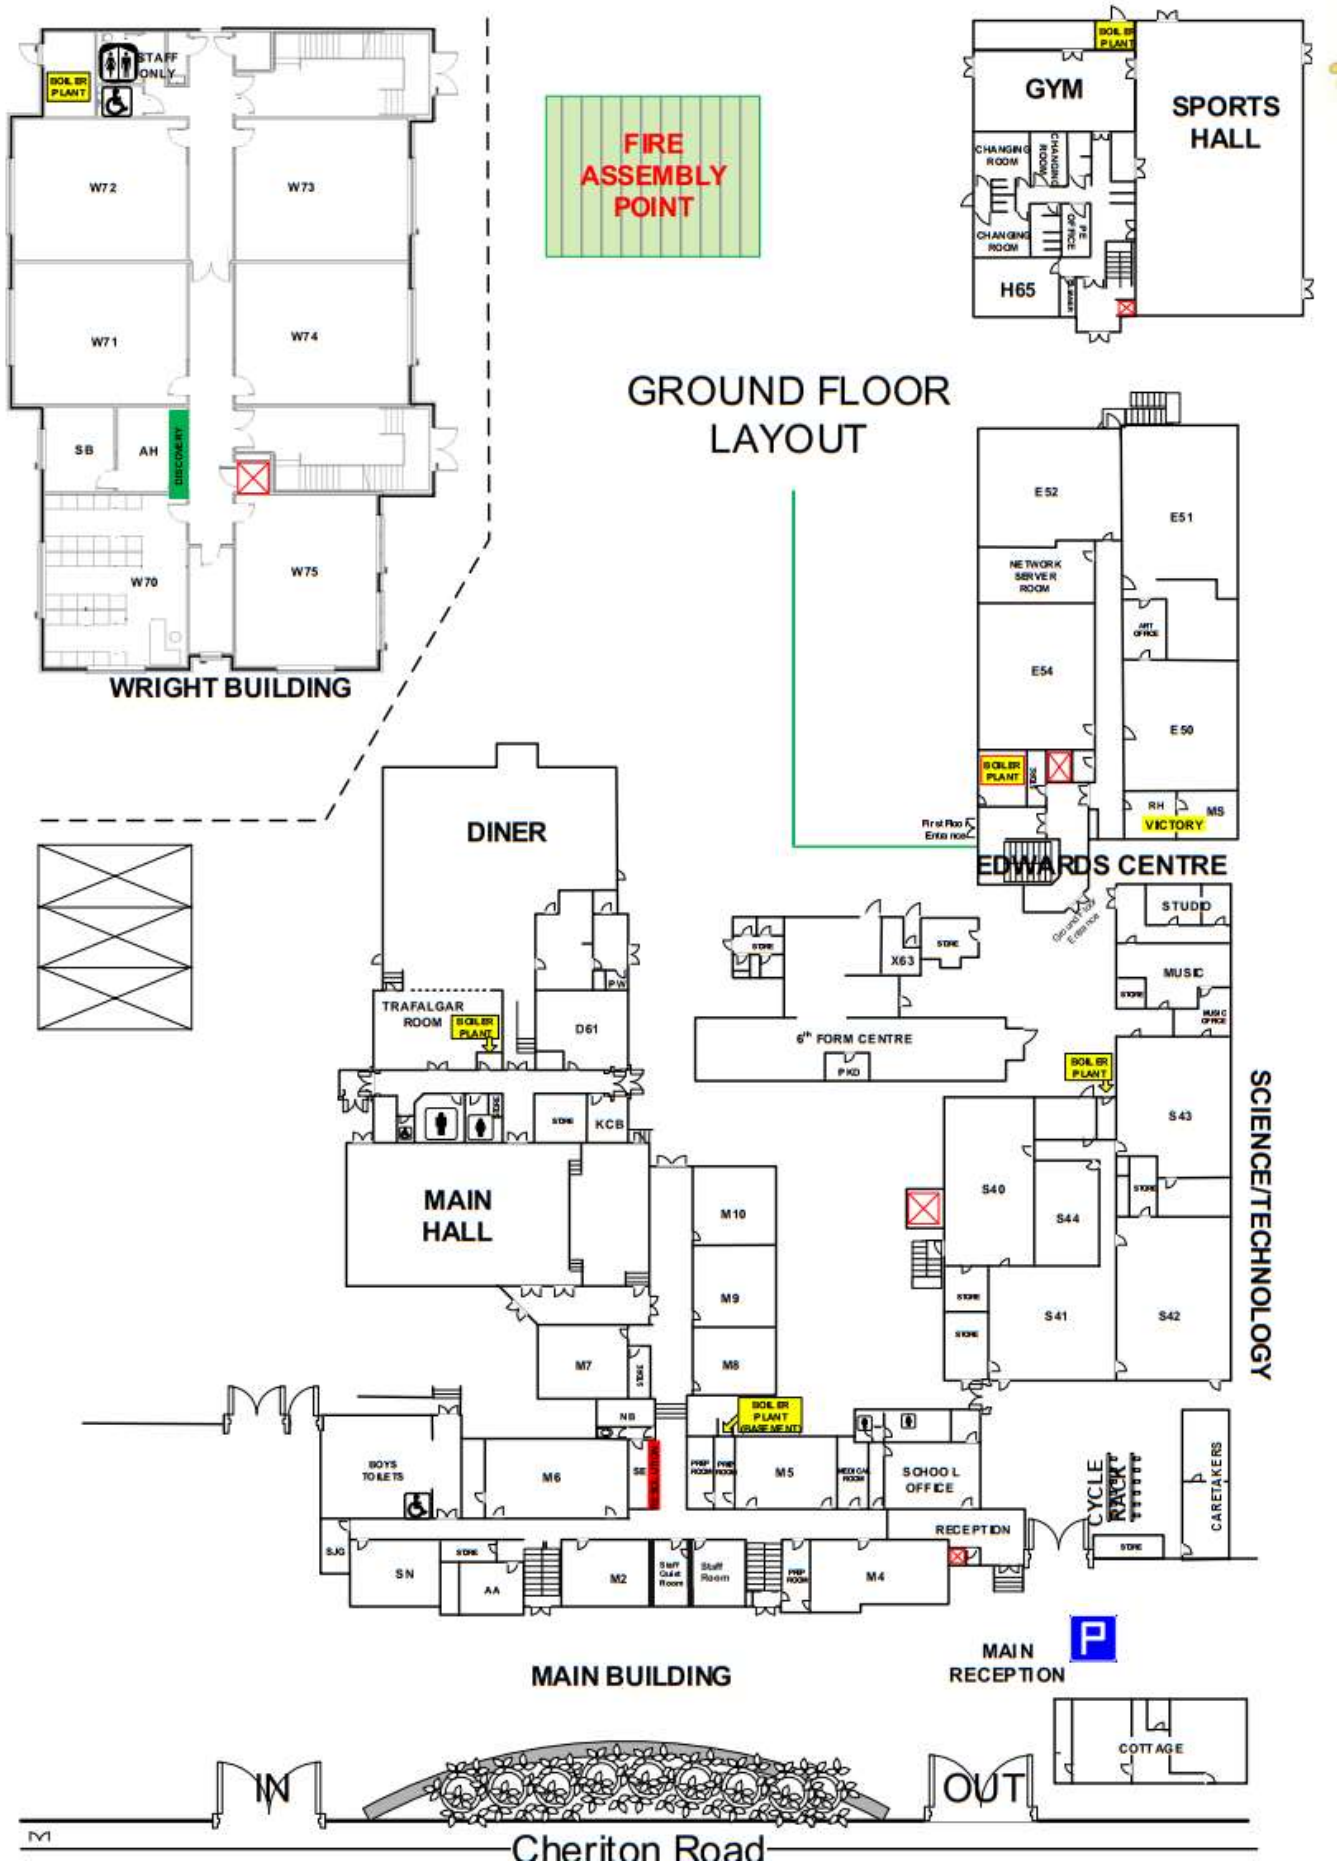 BOILER
PLANT
STAFF
ONLY
W72
W73
W71
W74
SB
AH
DISCOVERY
W70
W75
WRIGHT BUILDING
FIRE
ASSEMBLY
POINT
BOILER
PLANT
GYM
SPORTS
HALL
CHANGING
ROOM
CHANGING
ROOM
CHANGING
ROOM
PE
OFFICE
H65
GROUND FLOOR
LAYOUT
E52
E51
NETWORK
SERVER
ROOM
ART
OFFICE
E54
E50
BOILER
PLANT
STORE
RH
MS
VICTORY
First Floor
Entrance
EDWARDS CENTRE
Ground Floor
Entrance
DINER
PW
TRAFALGAR
ROOM
BOILER
PLANT
D61
STORE
STORE
KCB
MAIN
HALL
STORE
X63
STORE
6th FORM CENTRE
PKD
STUDIO
MUSIC
STORE
MUSIC
OFFICE
BOILER
PLANT
S43
S40
S44
STORE
STORE
STORE
S41
S42
SCIENCE/TECHNOLOGY
M10
M9
M8
M7
STORE
NB
BOILER
PLANT
(BASEMENT)
BOYS
TOILETS
M6
SE
PREP
ROOM
PREP
ROOM
M5
MEDICAL
ROOM
SCHOOL
OFFICE
RECEPTION
CYCLE
RACK
STORE
CARETAKERS
SJG
SN
STORE
AA
M2
Staff
Quiet
Room
Staff
Room
PREP
ROOM
M4
MAIN BUILDING
MAIN
RECEPTION
P
COTTAGE
IN
OUT
Cheriton Road